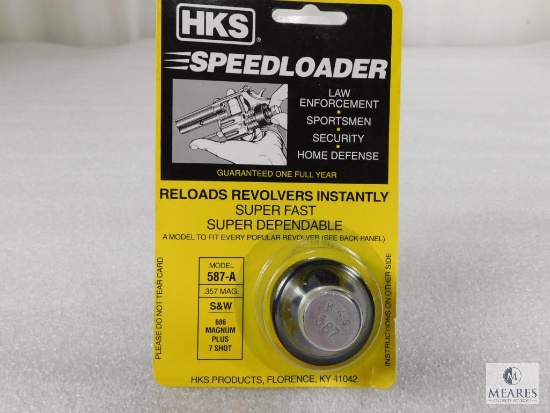 HKS®
SPEEDLOADER
LAW
ENFORCEMENT
•
SPORTSMEN
•
SECURITY
•
HOME DEFENSE
GUARANTEED ONE FULL YEAR
RELOADS REVOLVERS INSTANTLY
SUPER FAST
SUPER DEPENDABLE
A MODEL TO FIT EVERY POPULAR REVOLVER (SEE BACK PANEL)
PLEASE DO NOT TEAR CARD
MODEL
587-A
.357 MAG.
S&W
686
MAGNUM
PLUS
7 SHOT
INSTRUCTIONS ON OTHER SIDE
587
HKS PRODUCTS, FLORENCE, KY 41042
MEARES